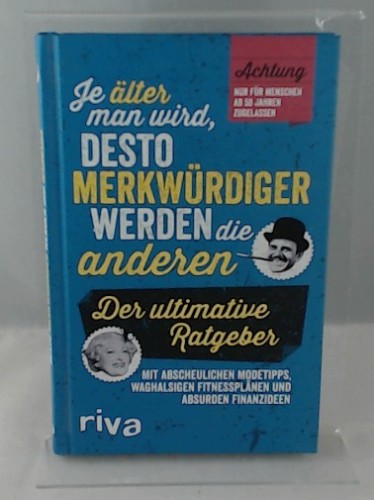 Achtung
NUR FÜR MENSCHEN
AB 50 JAHREN
ZUGELASSEN
Je älter
man wird,
DESTO
MERKWÜRDIGER
WERDEN die
anderen
Der ultimative
Ratgeber
MIT ABSCHEULICHEN MODETIPPS,
WAGHALSIGEN FITNESSPLÄNEN UND
ABSURDEN FINANZIDEEN
riva